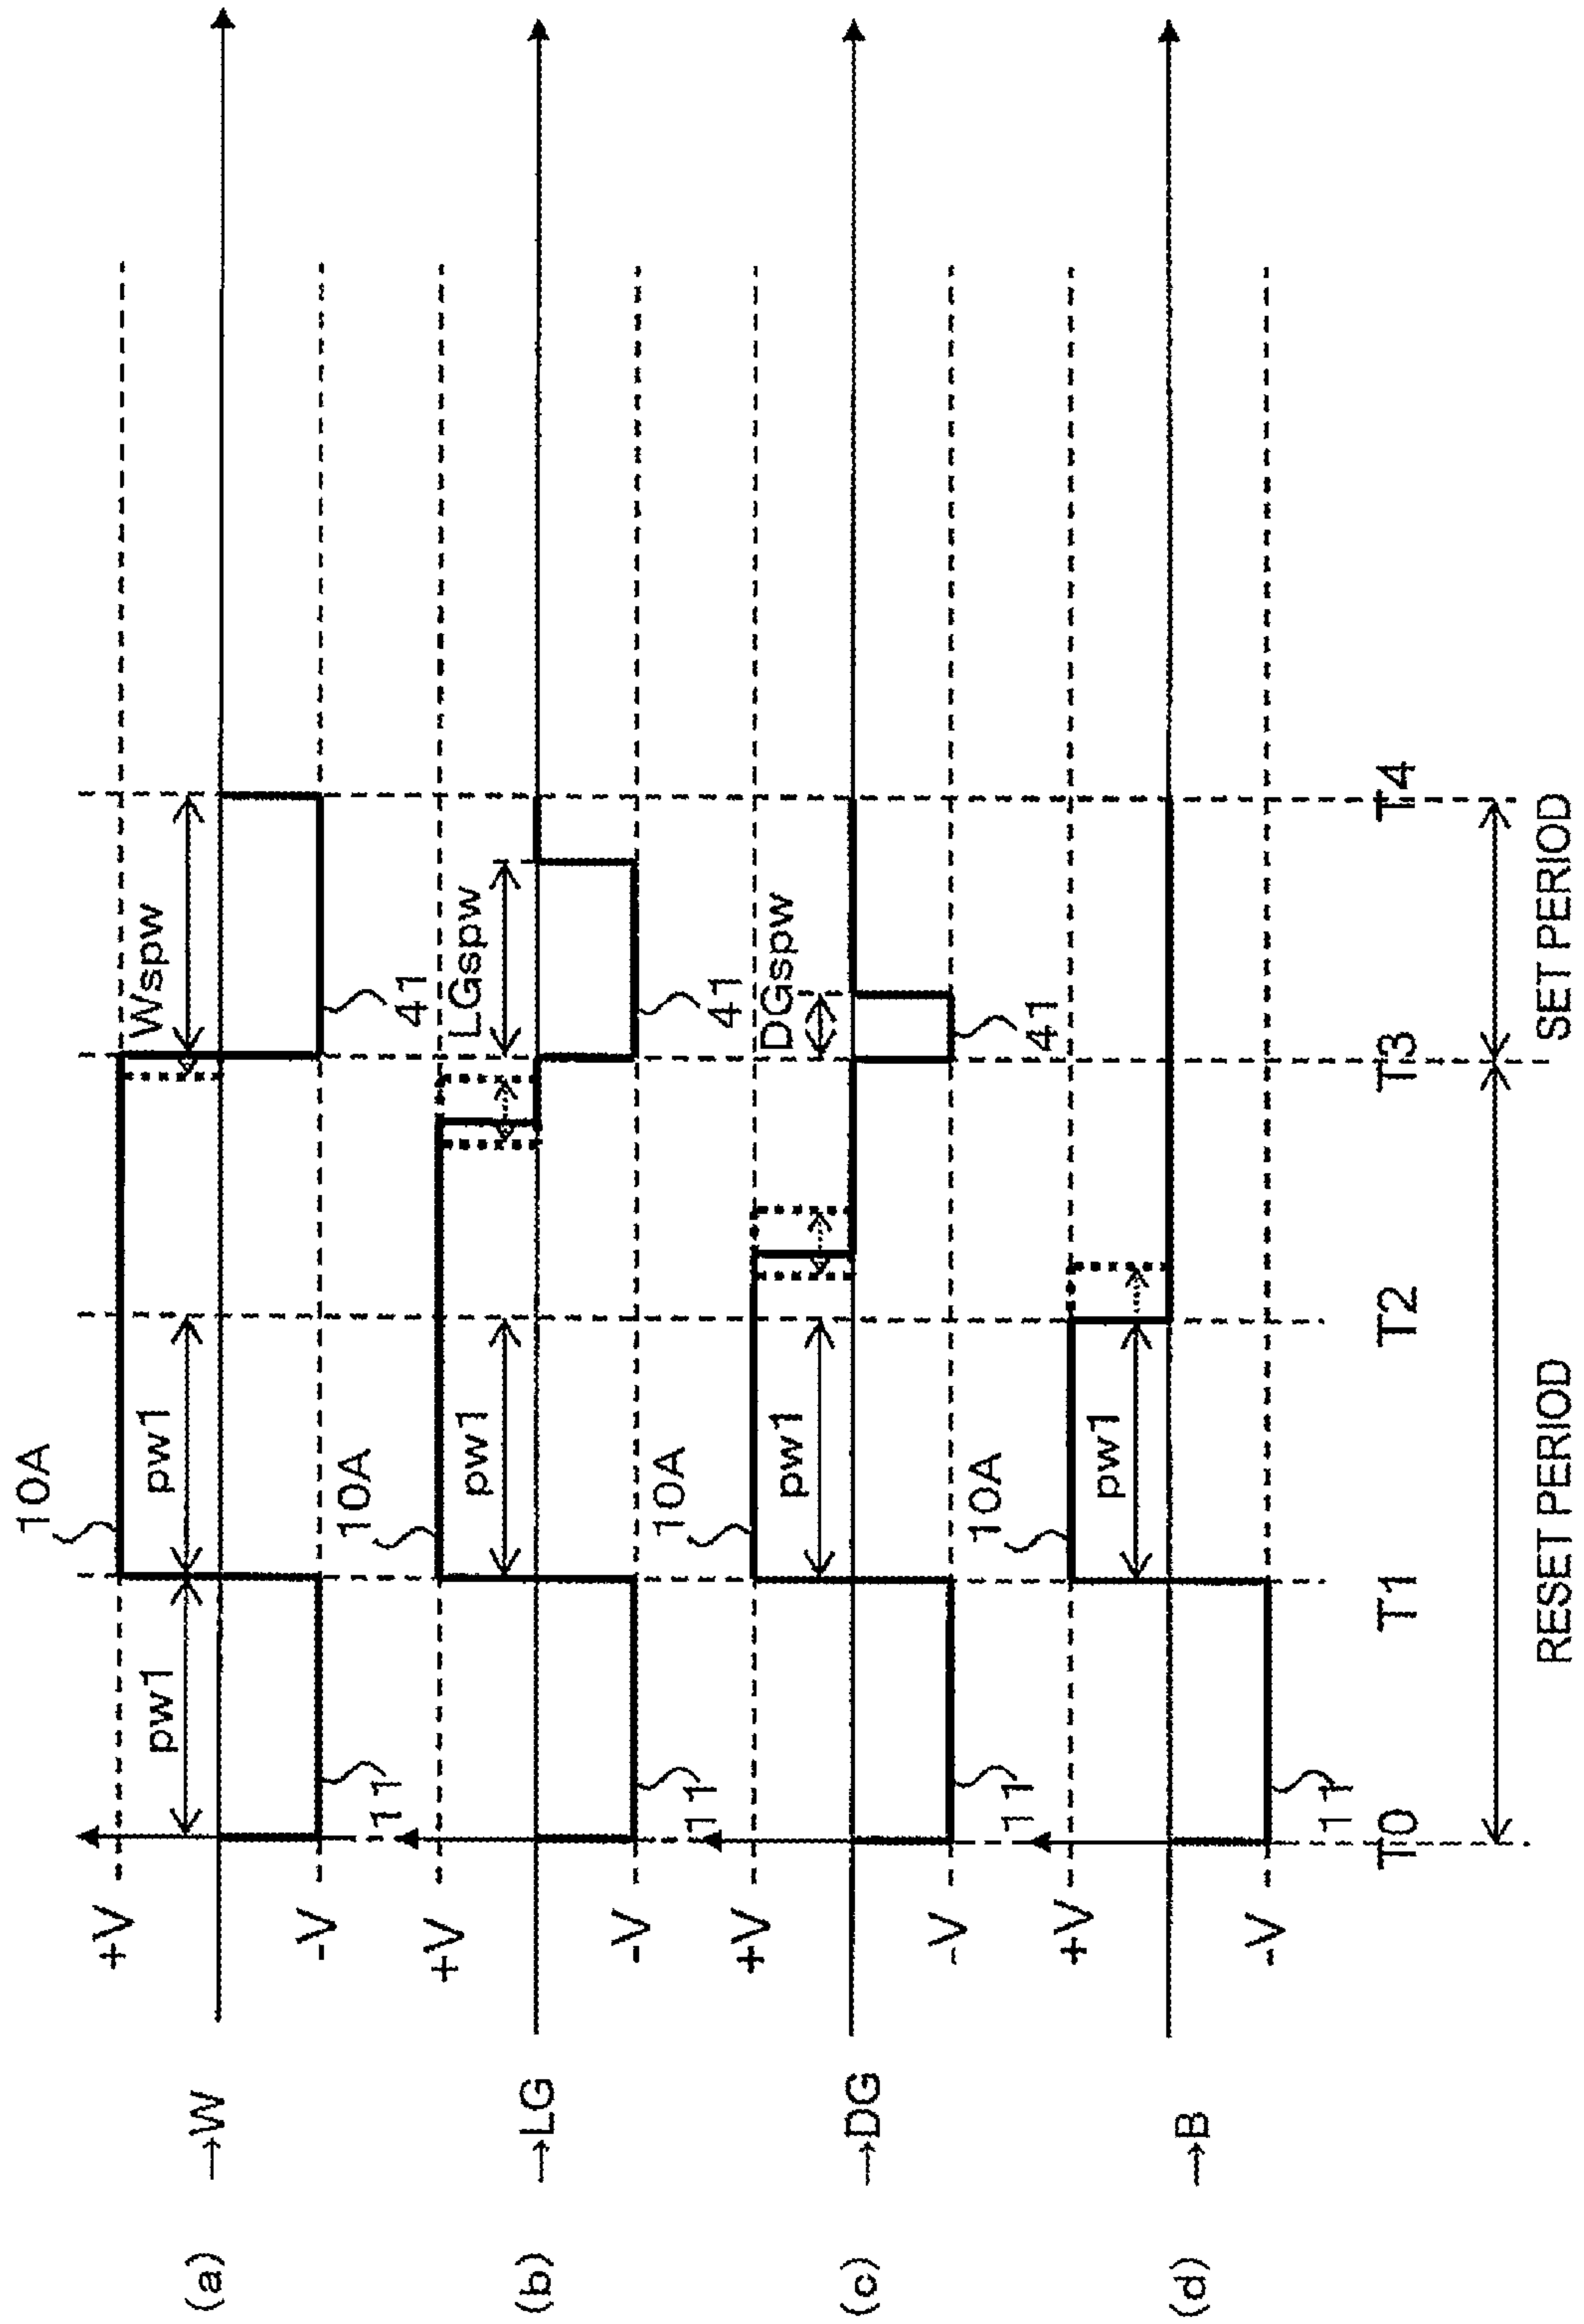 (a) →W
+V
-V
pw1
pw1
Wspw
10A
11
41
(b) →LG
+V
-V
pw1
LGspw
10A
11
41
(c) →DG
+V
-V
pw1
DGspw
10A
11
41
(d) →B
+V
-V
pw1
10A
11
T0 T1 T2 T3 T4
RESET PERIOD SET PERIOD